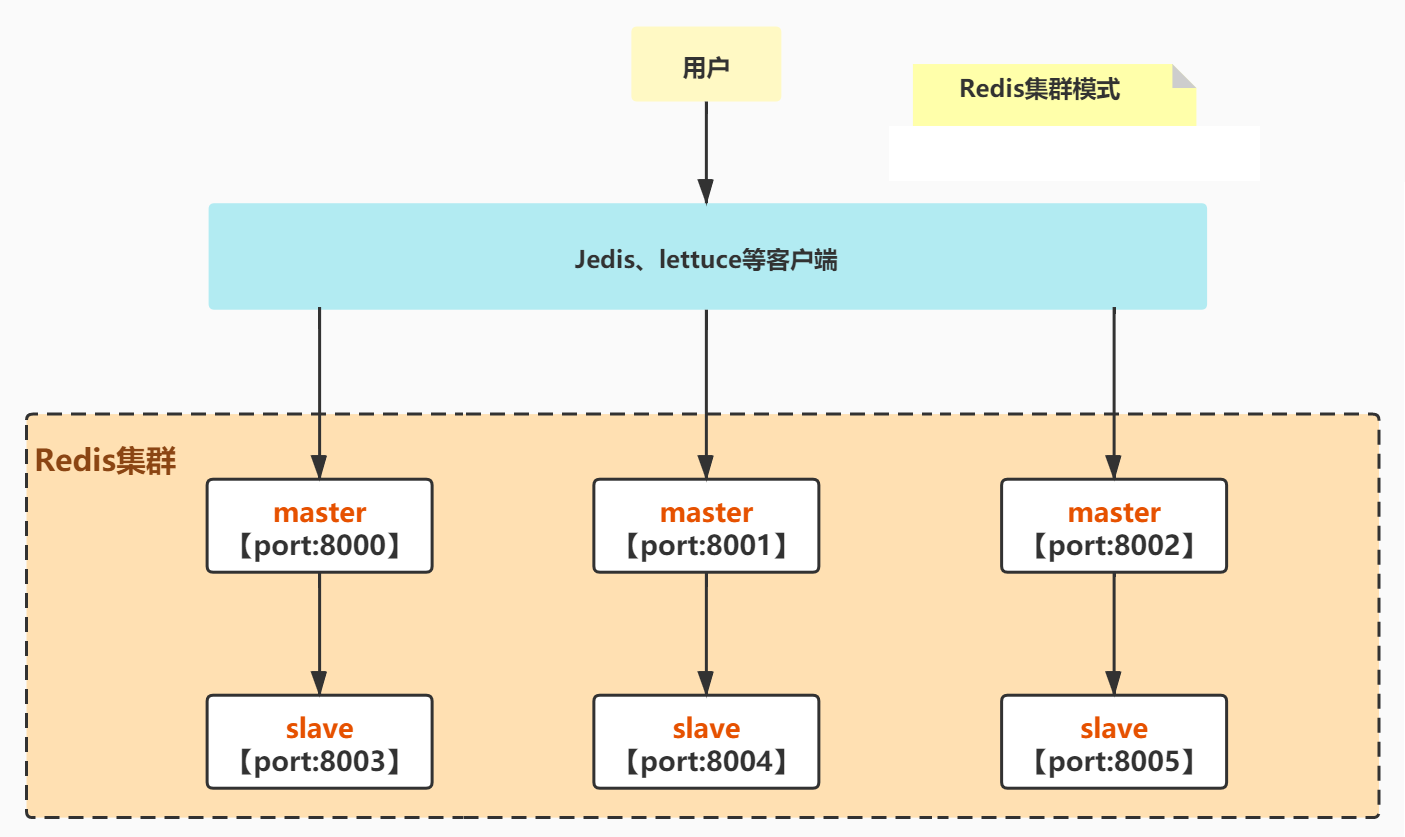 用户
Redis集群模式
Jedis、lettuce等客户端
Redis集群
master
【port:8000】
master
【port:8001】
master
【port:8002】
slave
【port:8003】
slave
【port:8004】
slave
【port:8005】